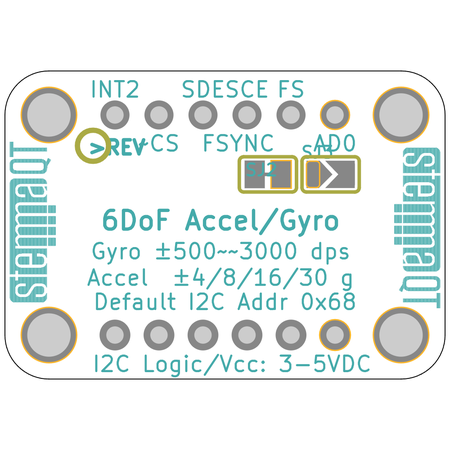 INT2 SDESCE FS
>REV CS FSYNC AD0
SJ2
stemmaQT
stemmaQT
6DoF Accel/Gyro
Gyro ±500~~3000 dps
Accel ±4/8/16/30 g
Default I2C Addr 0x68
I2C Logic/Vcc: 3-5VDC